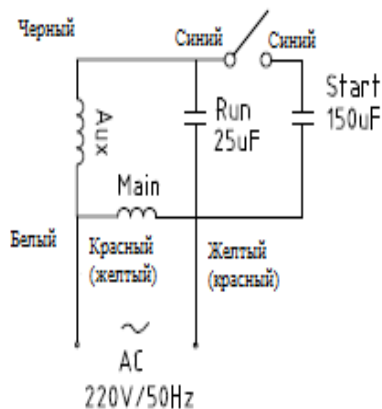 Черный
Синий
Синий
Aux
Run
25uF
Start
150uF
Main
Белый
Красный
(желтый)
Желтый
(красный)
~
AC
220V/50Hz